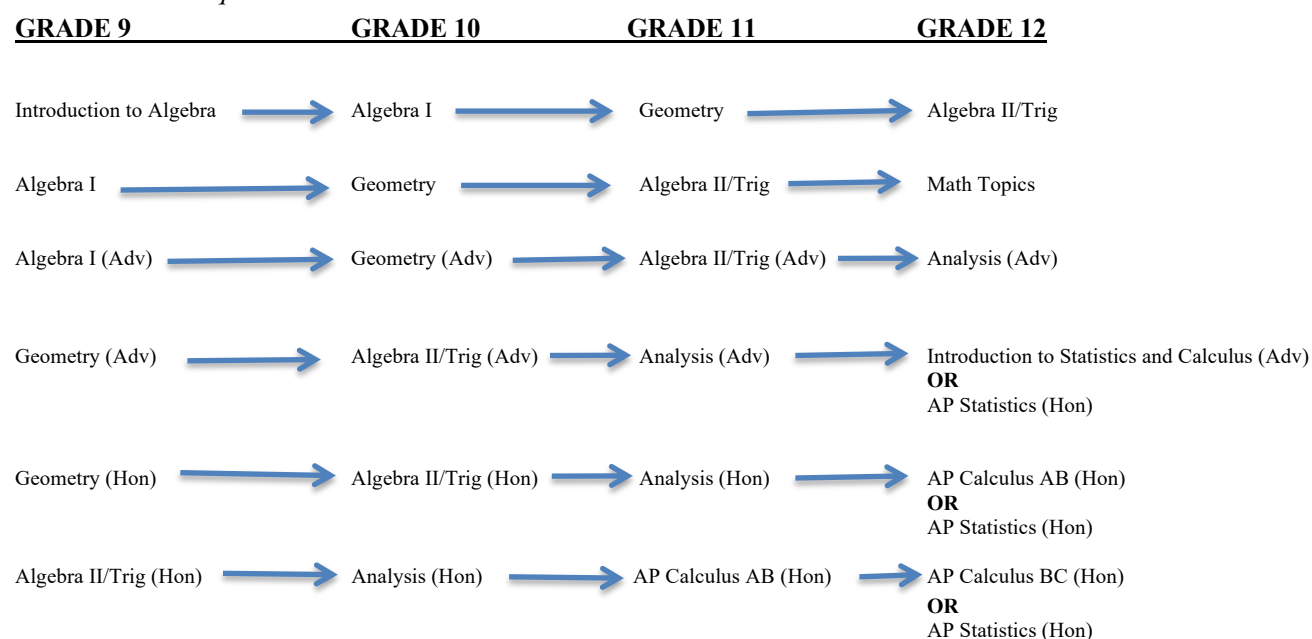 GRADE 9 GRADE 10 GRADE 11 GRADE 12
Introduction to Algebra Algebra I Geometry Algebra II/Trig
Algebra I Geometry Algebra II/Trig Math Topics
Algebra I (Adv) Geometry (Adv) Algebra II/Trig (Adv) Analysis (Adv)
Geometry (Adv) Algebra II/Trig (Adv) Analysis (Adv) Introduction to Statistics and Calculus (Adv)
OR
AP Statistics (Hon)
Geometry (Hon) Algebra II/Trig (Hon) Analysis (Hon) AP Calculus AB (Hon)
OR
AP Statistics (Hon)
Algebra II/Trig (Hon) Analysis (Hon) AP Calculus AB (Hon) AP Calculus BC (Hon)
OR
AP Statistics (Hon)